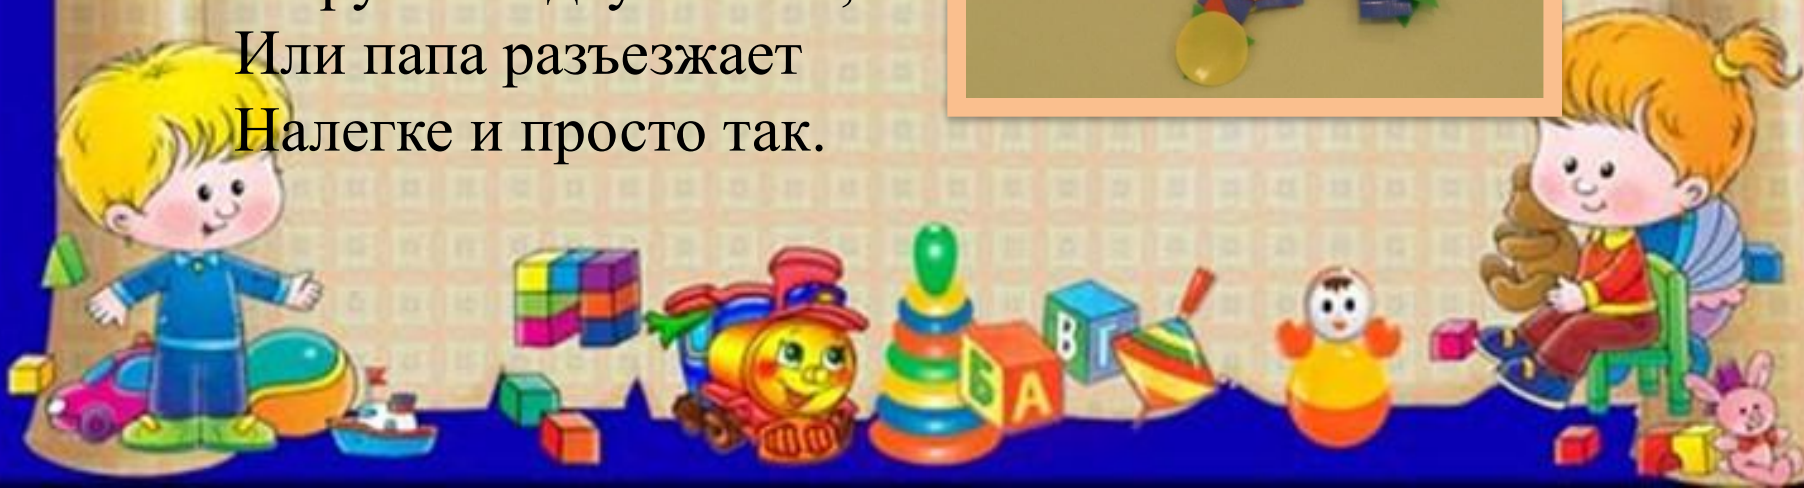 Или папа разъезжает
Налегке и просто так.
Б А
В Г